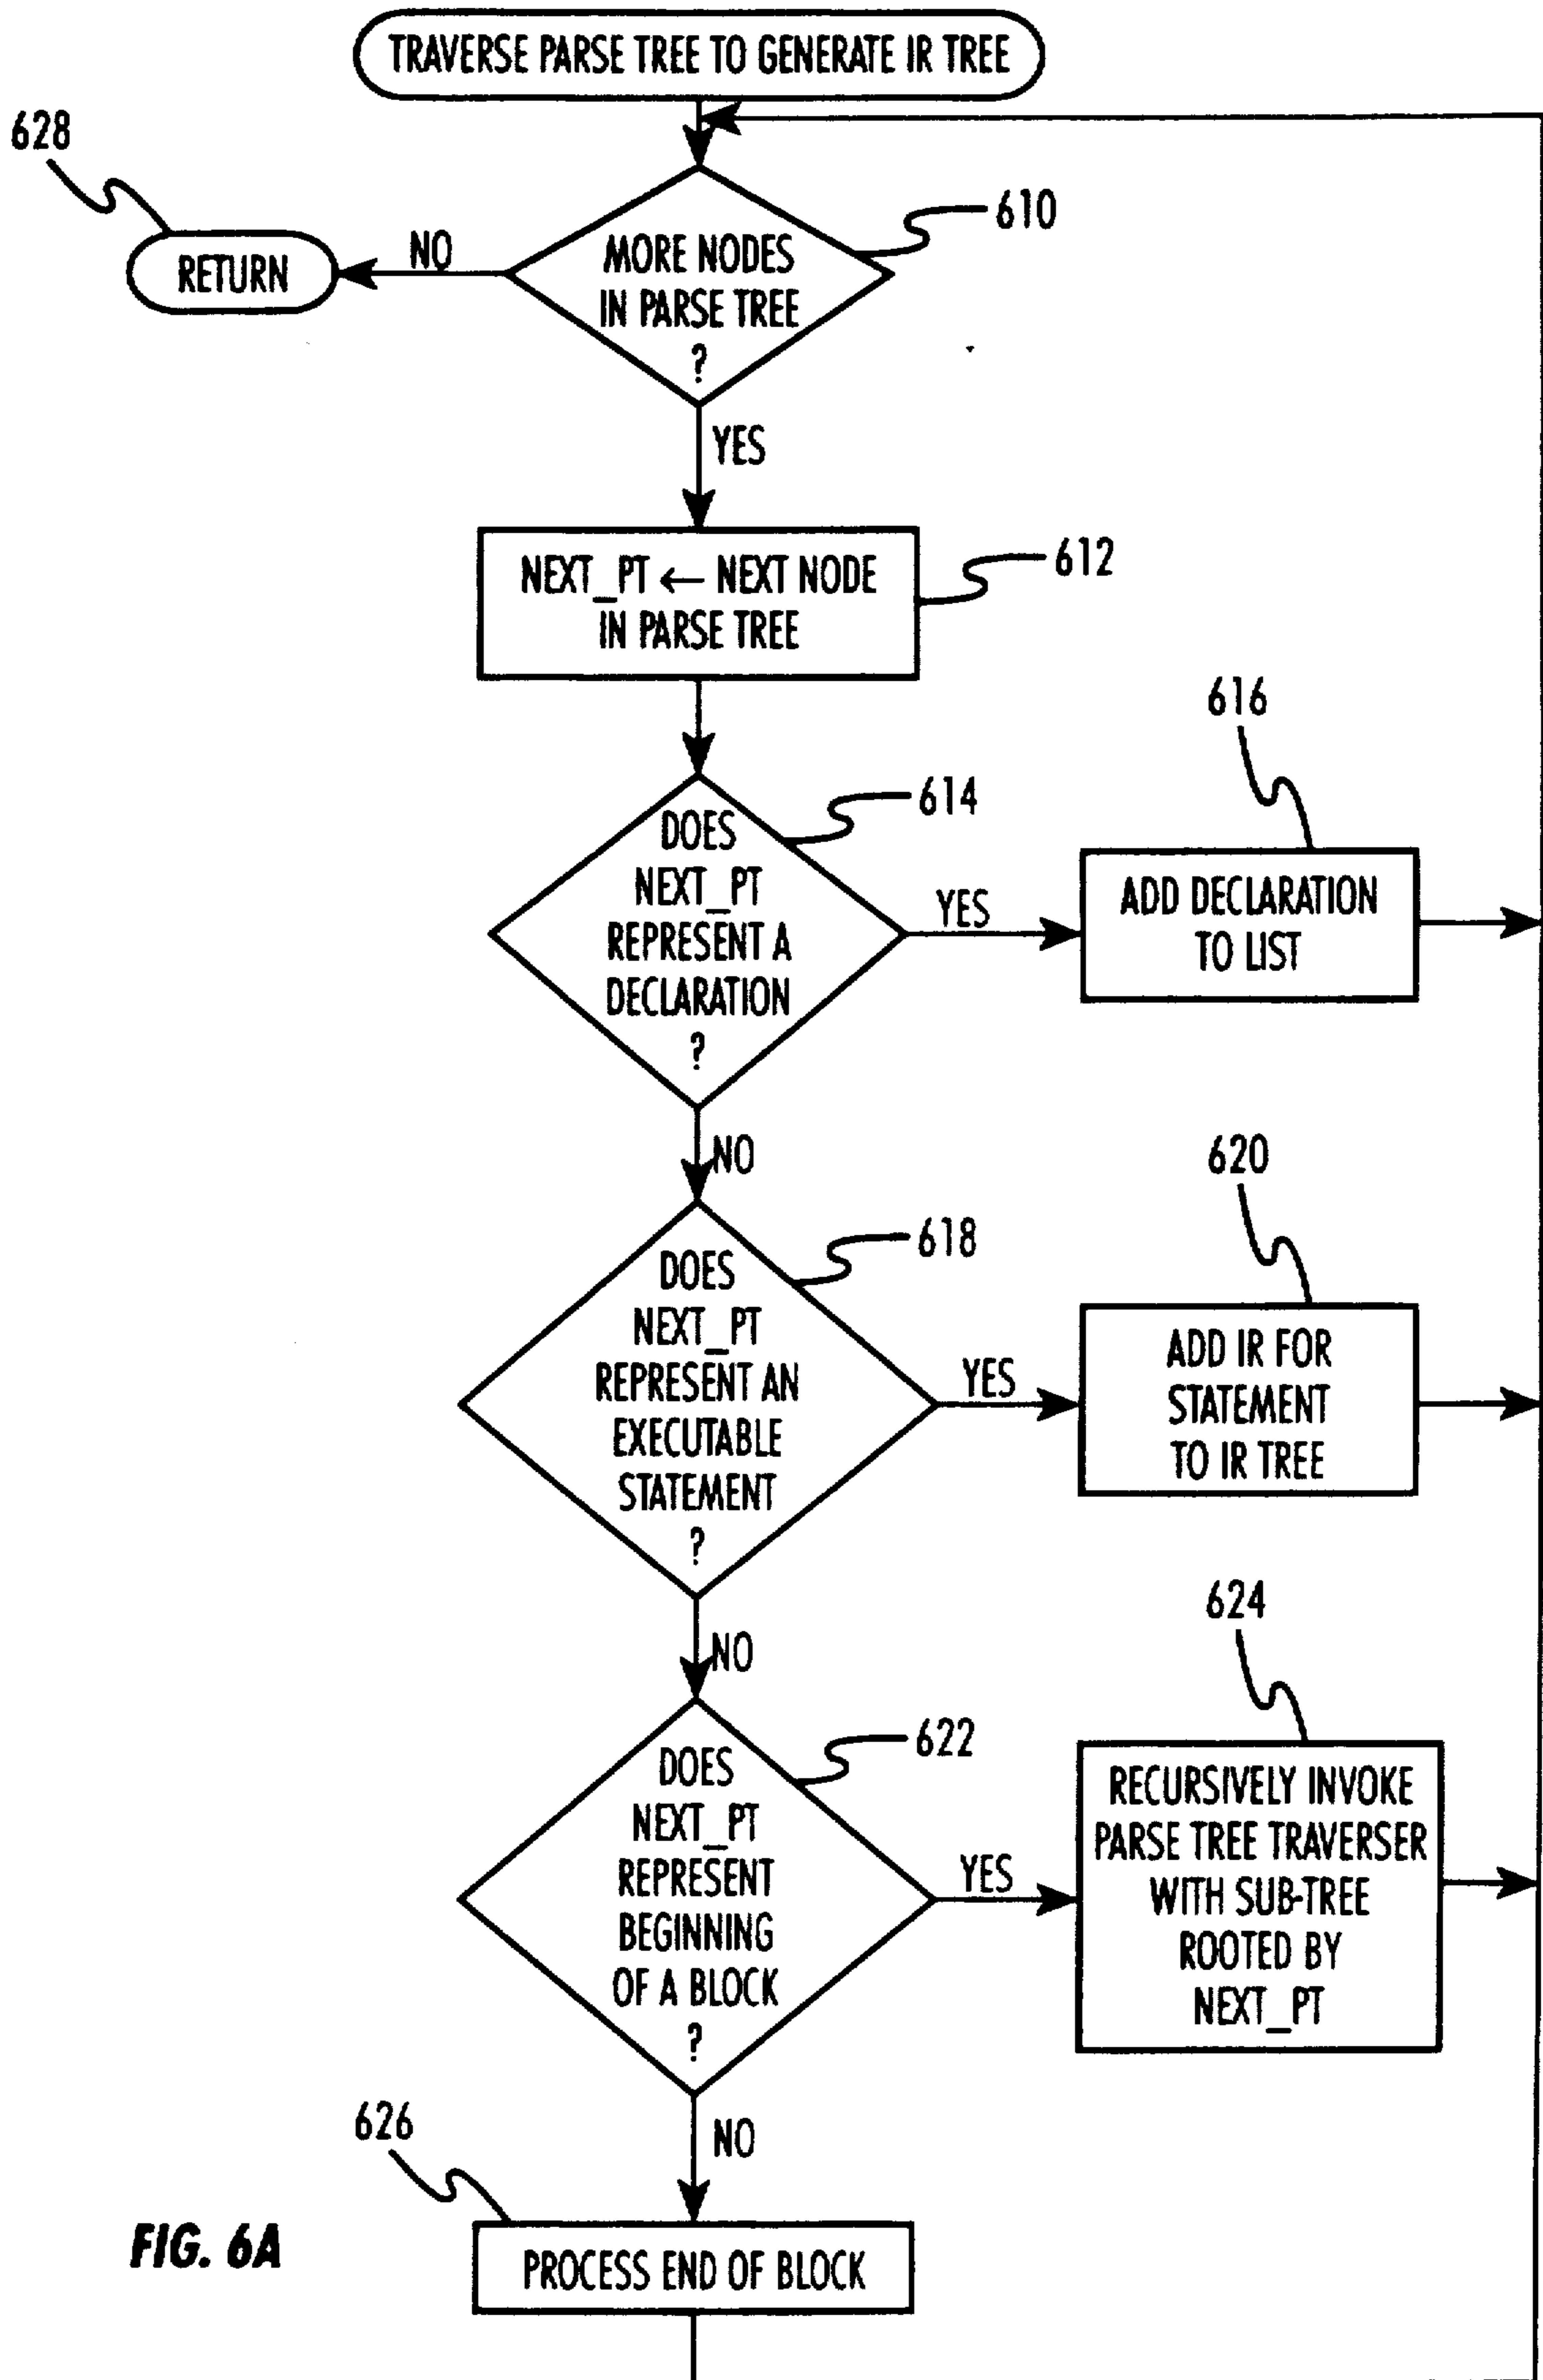 TRAVERSE PARSE TREE TO GENERATE IR TREE
628
610
MORE NODES
IN PARSE TREE
?
NO
RETURN
YES
NEXT_PT ← NEXT NODE
IN PARSE TREE
612
616
614
DOES
NEXT_PT
REPRESENT A
DECLARATION
?
YES
ADD DECLARATION
TO LIST
NO
620
618
DOES
NEXT_PT
REPRESENT AN
EXECUTABLE
STATEMENT
?
YES
ADD IR FOR
STATEMENT
TO IR TREE
NO
624
622
DOES
NEXT_PT
REPRESENT
BEGINNING
OF A BLOCK
?
YES
RECURSIVELY INVOKE
PARSE TREE TRAVERSER
WITH SUB-TREE
ROOTED BY
NEXT_PT
NO
626
PROCESS END OF BLOCK
FIG. 6A